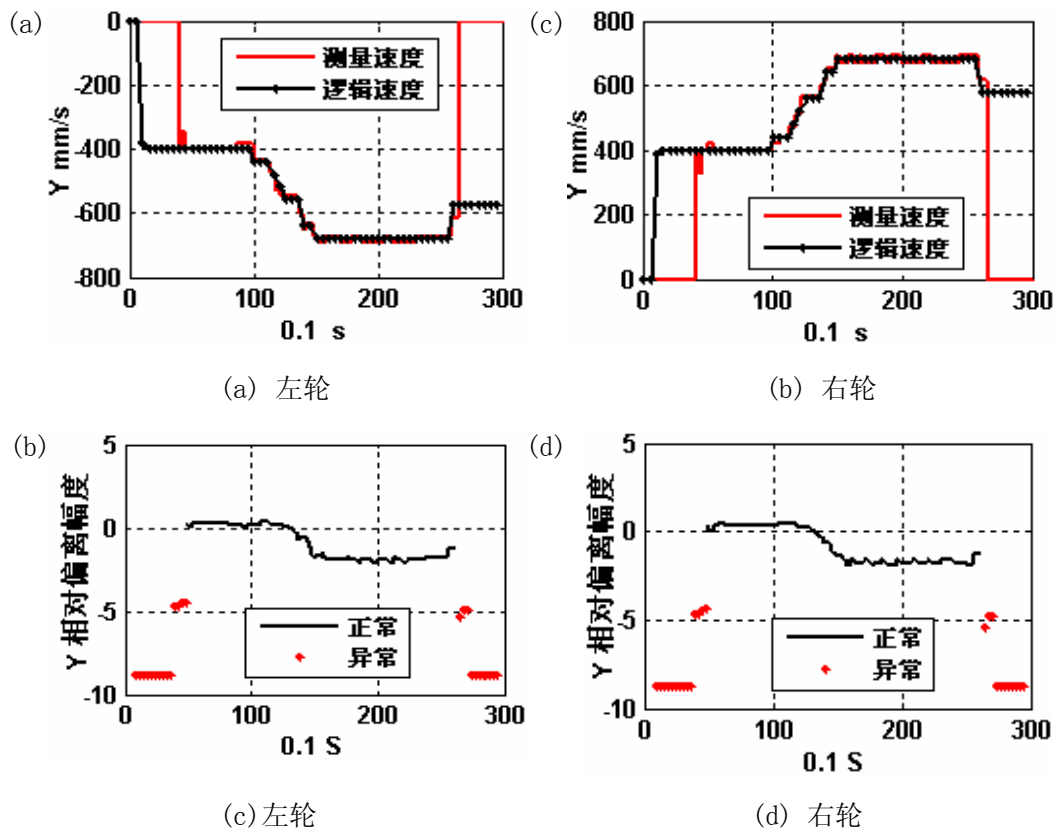 (a)
0
-200
-400
-600
-800
Y mm/s
测量速度
逻辑速度
0 100 200 300
0.1 s
(a) 左轮
(c)
800
600
400
200
0
Y mm/s
测量速度
逻辑速度
0 100 200 300
0.1 s
(b) 右轮
(b)
5
0
-5
-10
Y 相对偏离幅度
正常
异常
0 100 200 300
0.1 S
(c)左轮
(d)
5
0
-5
-10
Y 相对偏离幅度
正常
异常
0 100 200 300
0.1 S
(d) 右轮